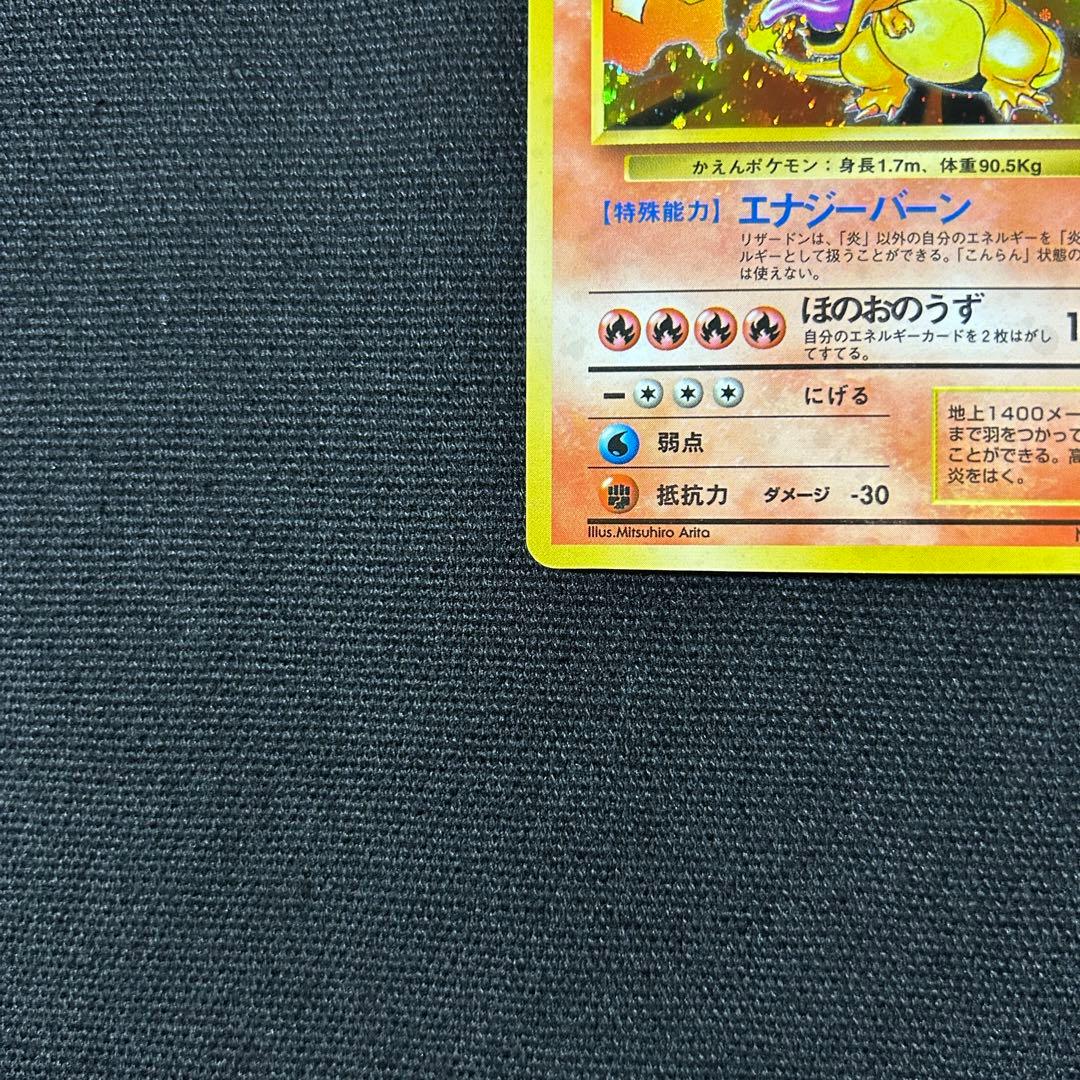 かえんポケモン：身長1.7m、体重90.5Kg
【特殊能力】 エナジーバーン
リザードンは、「炎」以外の自分のエネルギーを「炎
ルギーとして扱うことができる。「こんらん」状態の
は使えない。
ほのおのうず 1
自分のエネルギーカードを2枚はがし
てすてる。
にげる
弱点
抵抗力 ダメージ -30
地上1400メー
まで羽をつかって
ことができる。高
炎をはく。
Illus.Mitsuhiro Arita